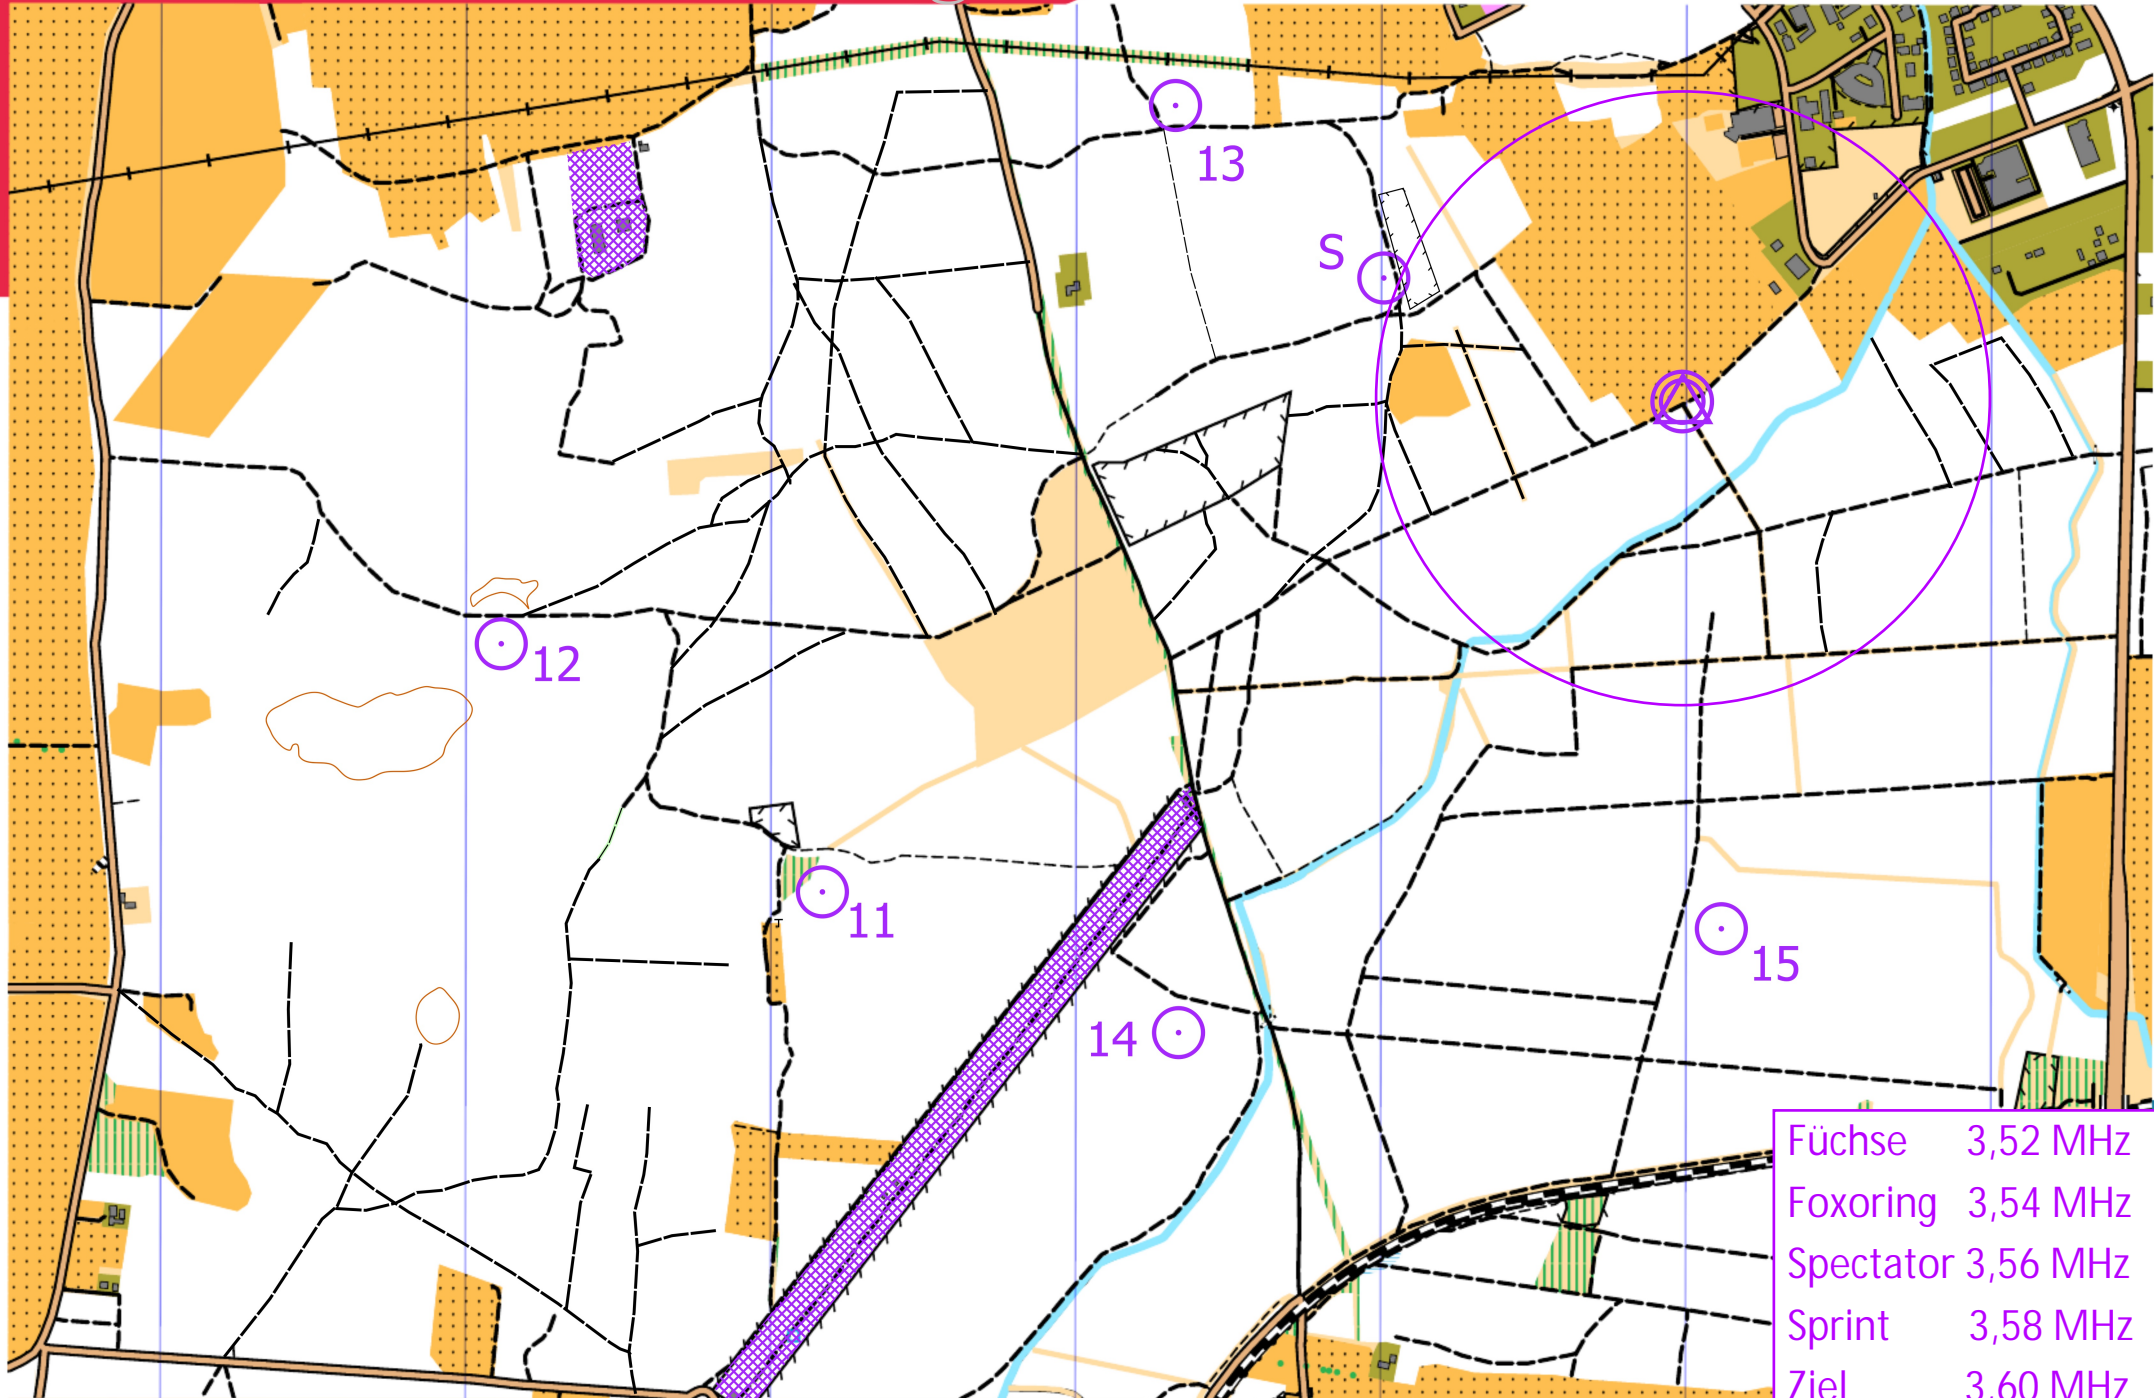 13
S
12
11
15
14
Füchse 3,52 MHz
Foxoring 3,54 MHz
Spectator 3,56 MHz
Sprint 3,58 MHz
Ziel 3,60 MHz